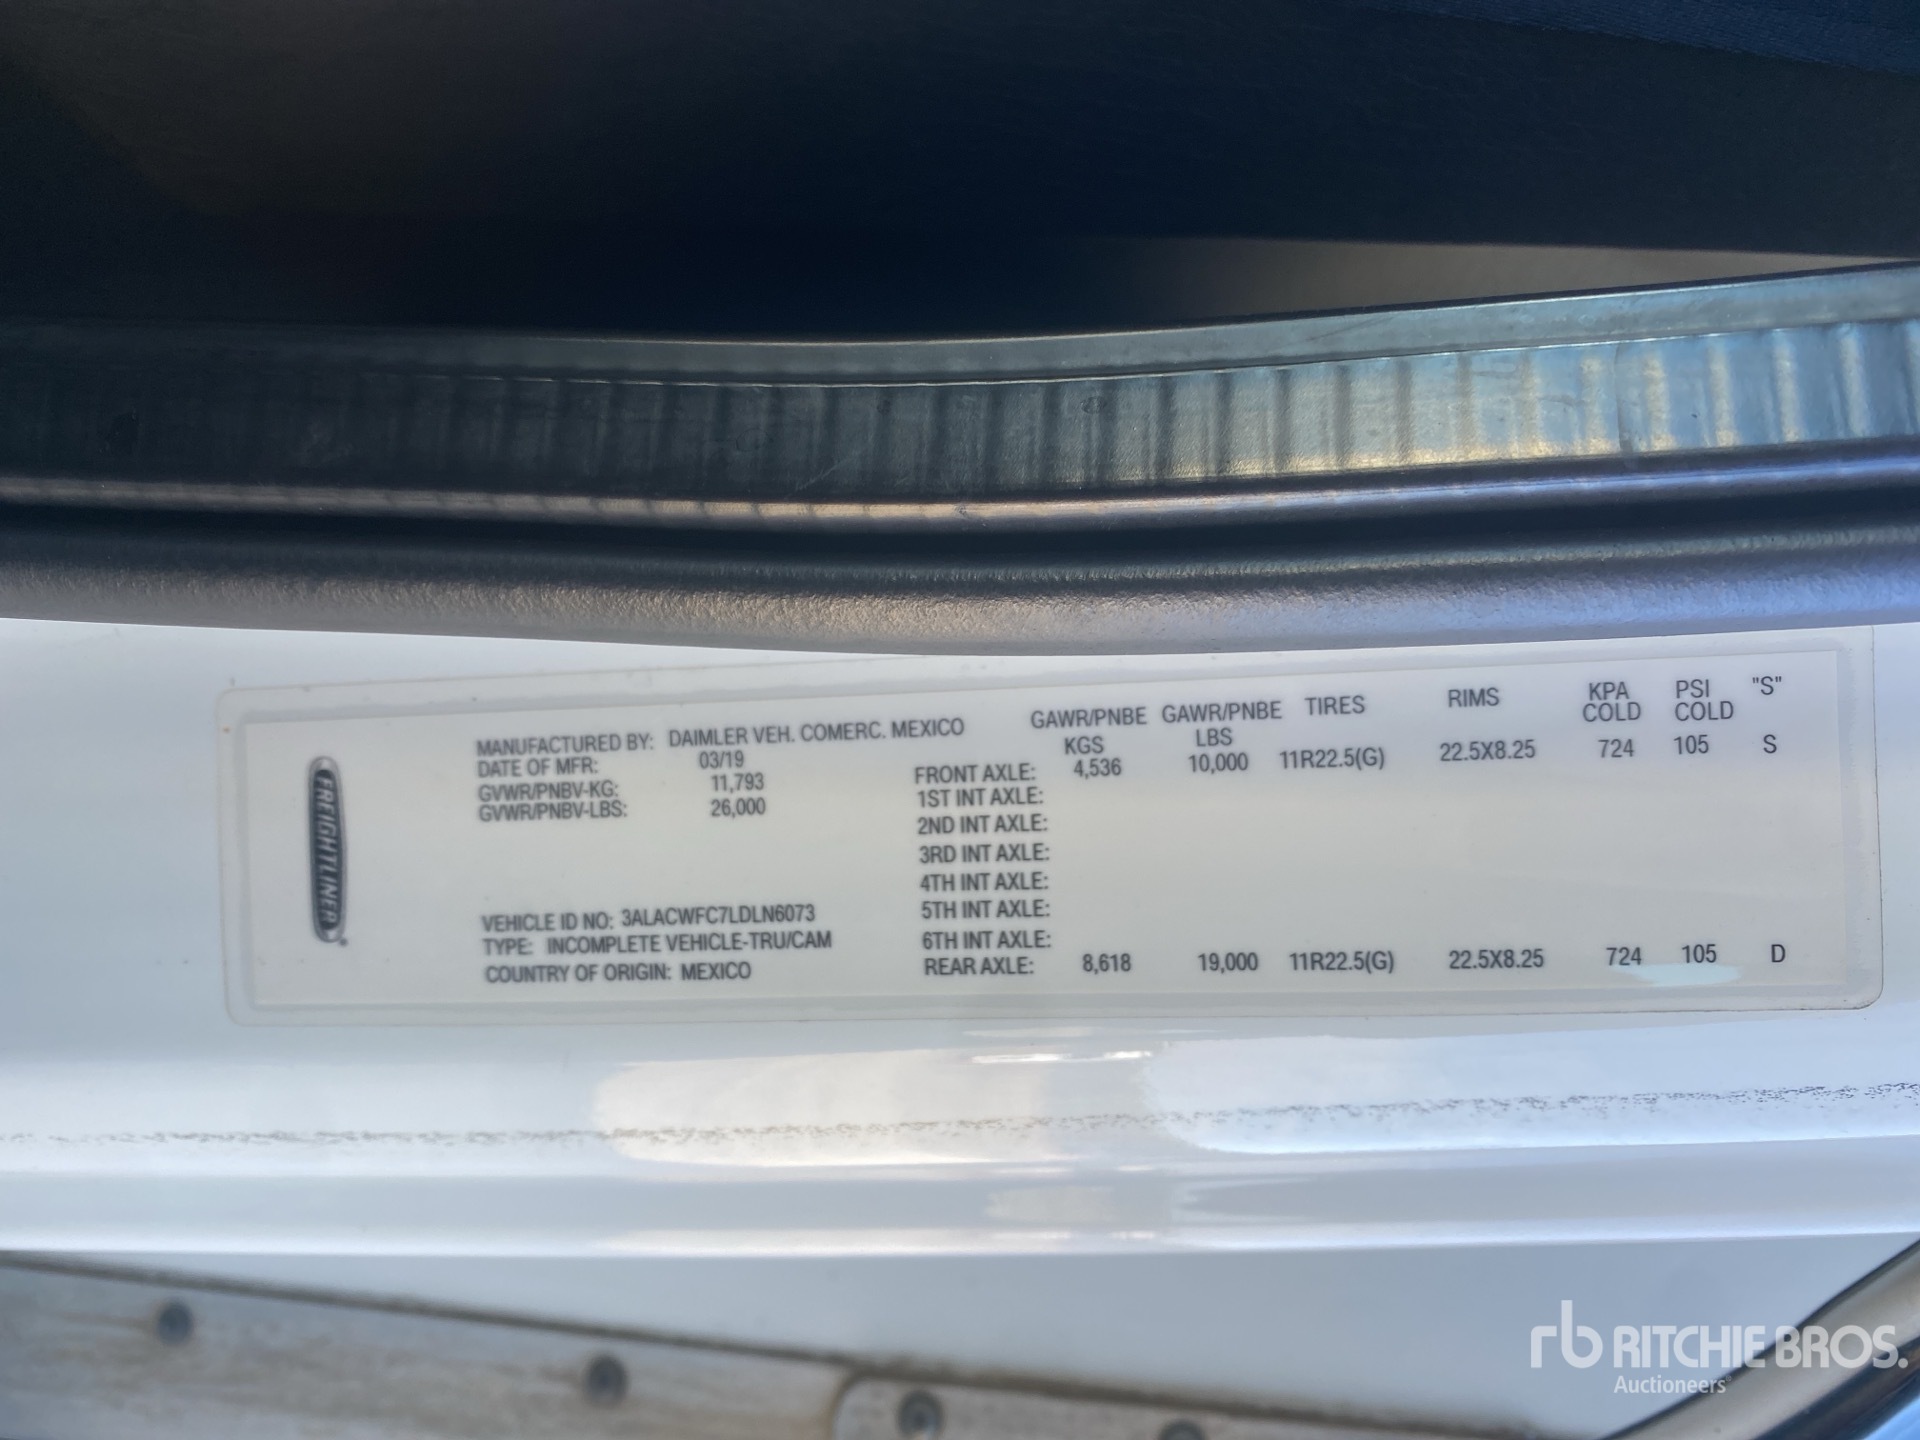 FREIGHTLINER
MANUFACTURED BY: DAIMLER VEH. COMERC. MEXICO
DATE OF MFR: 03/19
GVWR/PNBV-KG: 11,793
GVWR/PNBV-LBS: 26,000
VEHICLE ID NO: 3ALACWFC7LDLN6073
TYPE: INCOMPLETE VEHICLE-TRU/CAM
COUNTRY OF ORIGIN: MEXICO
GAWR/PNBE GAWR/PNBE TIRES RIMS KPA PSI "S"
KGS LBS COLD COLD
FRONT AXLE: 4,536 10,000 11R22.5(G) 22.5X8.25 724 105 S
1ST INT AXLE:
2ND INT AXLE:
3RD INT AXLE:
4TH INT AXLE:
5TH INT AXLE:
6TH INT AXLE:
REAR AXLE: 8,618 19,000 11R22.5(G) 22.5X8.25 724 105 D
rb RITCHIE BROS.
Auctioneers